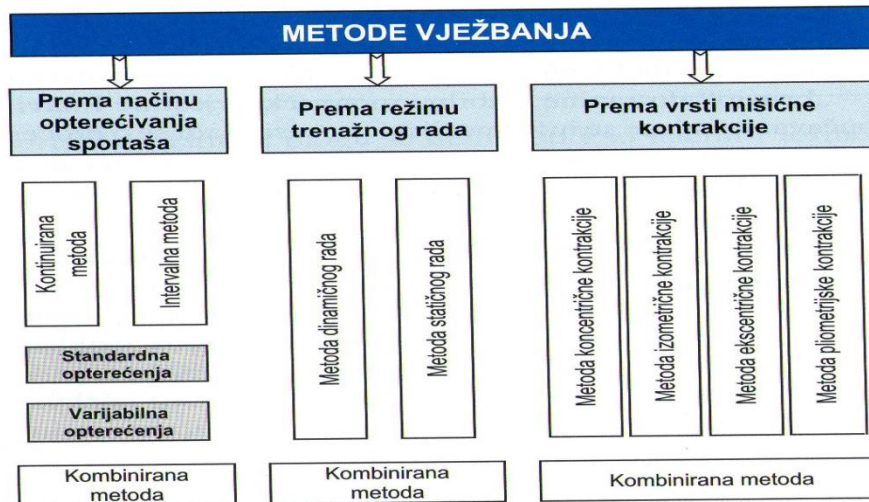 METODE VJEŽBANJA
Prema načinu
opterećivanja
sportaša
Prema režimu
trenažnog rada
Prema vrsti mišićne
kontrakcije
Kontinuirana
metoda
Intervalna metoda
Standardna
opterećenja
Varijabilna
opterećenja
Kombinirana
metoda
Metoda dinamičnog rada
Metoda statičnog rada
Kombinirana
metoda
Metoda koncentrične kontrakcije
Metoda izometrične kontrakcije
Metoda ekscentrične kontrakcije
Metoda pliometrijske kontrakcije
Kombinirana metoda